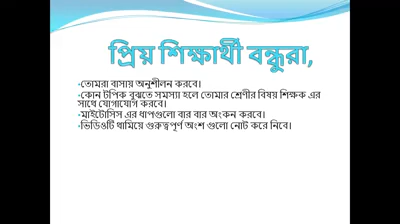 প্রিয় শিক্ষার্থী বন্ধুরা,
•তোমরা বাসায় অনুশীলন করবে।
•কোন টপিক বুঝতে সমস্যা হলে তোমার শ্রেণীর বিষয় শিক্ষক এর
সাথে যোগাযোগ করবে।
•মাইটোসিস এর ধাপগুলো বার বার অংকন করবে।
•ভিডিওটি থামিয়ে গুরুত্বপূর্ণ অংশ গুলো নোট করে নিবে।